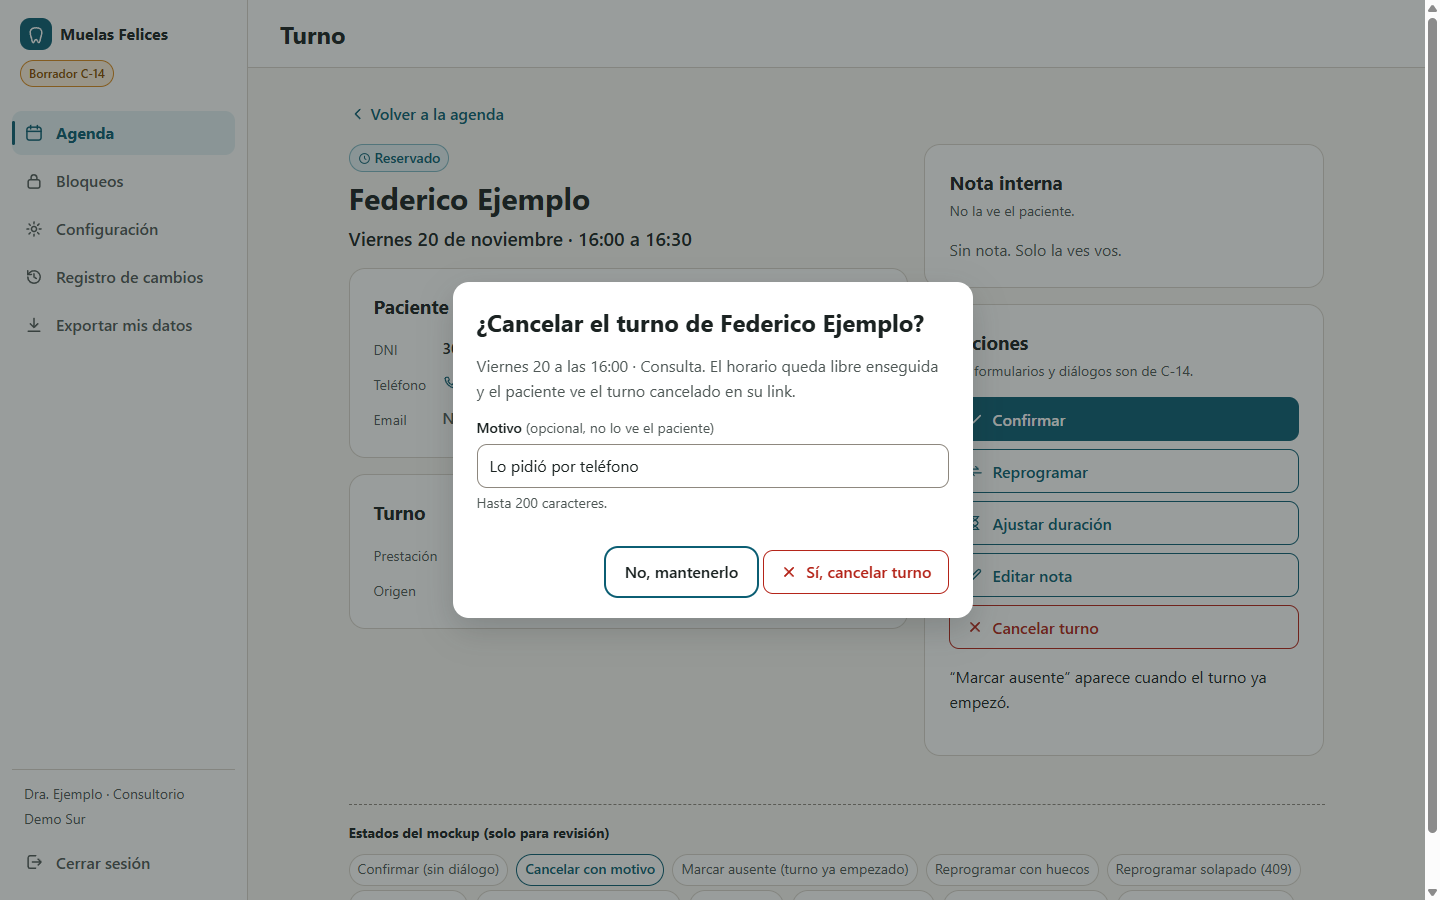 Muelas Felices
Borrador C-14
Agenda
Bloqueos
Configuración
Registro de cambios
Exportar mis datos
Dra. Ejemplo · Consultorio
Demo Sur
Cerrar sesión
Turno
Volver a la agenda
Reservado
Federico Ejemplo
Viernes 20 de noviembre · 16:00 a 16:30
Paciente
DNI
Teléfono
Email
Turno
Prestación
Origen
¿Cancelar el turno de Federico Ejemplo?
Viernes 20 a las 16:00 · Consulta. El horario queda libre enseguida
y el paciente ve el turno cancelado en su link.
Motivo (opcional, no lo ve el paciente)
Lo pidió por teléfono
Hasta 200 caracteres.
No, mantenerlo
Sí, cancelar turno
Nota interna
No la ve el paciente.
Sin nota. Solo la ves vos.
ciones
formularios y diálogos son de C-14.
Confirmar
Reprogramar
Ajustar duración
Editar nota
Cancelar turno
“Marcar ausente” aparece cuando el turno ya
empezó.
Estados del mockup (solo para revisión)
Confirmar (sin diálogo)
Cancelar con motivo
Marcar ausente (turno ya empezado)
Reprogramar con huecos
Reprogramar solapado (409)